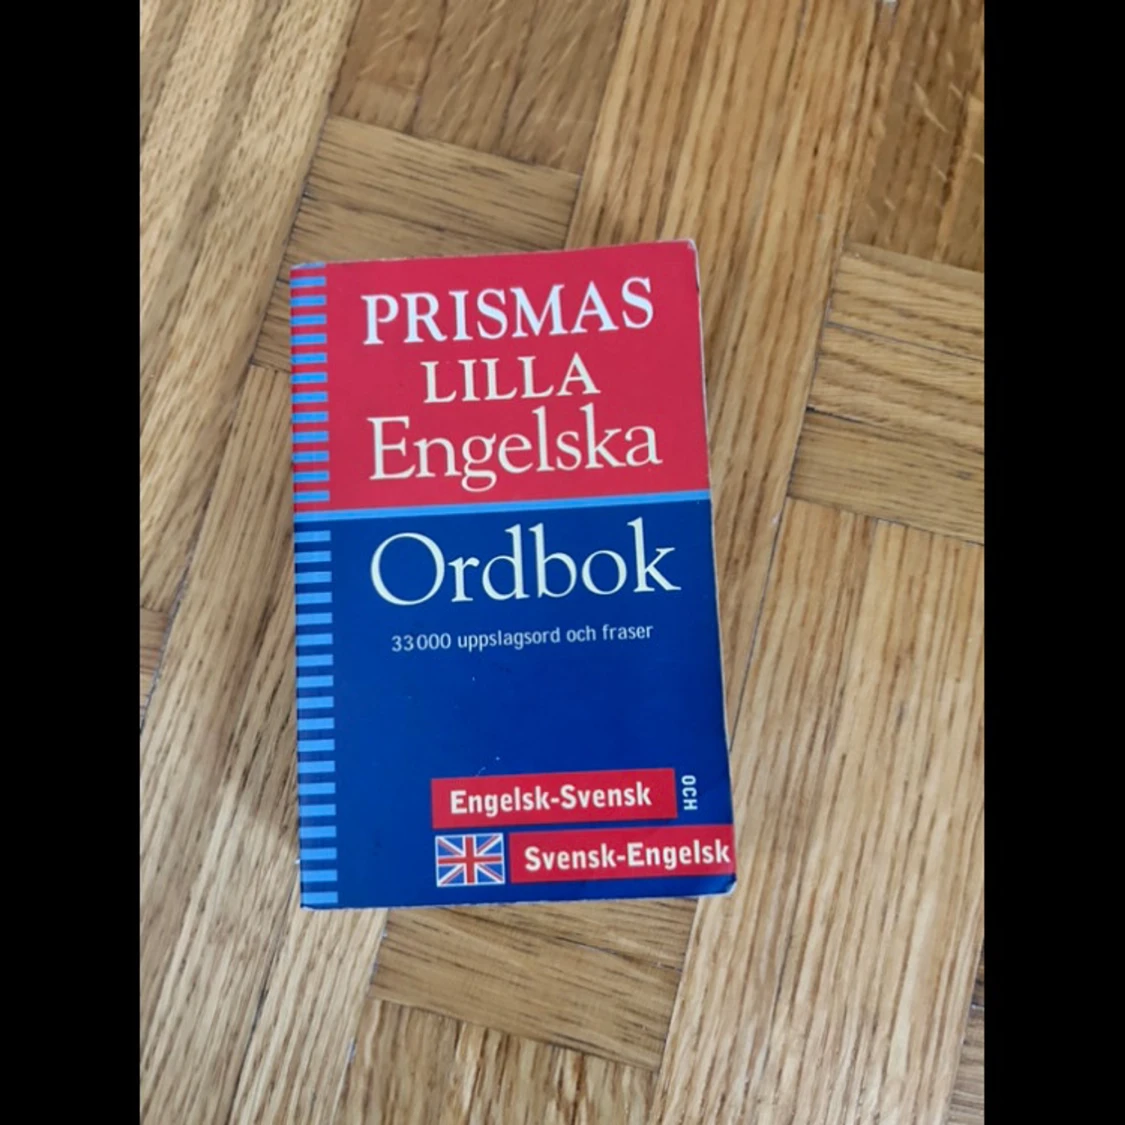 PRISMAS
LILLA
Engelska
Ordbok
33000 uppslagsord och fraser
Engelsk-Svensk
OCH
Svensk-Engelsk